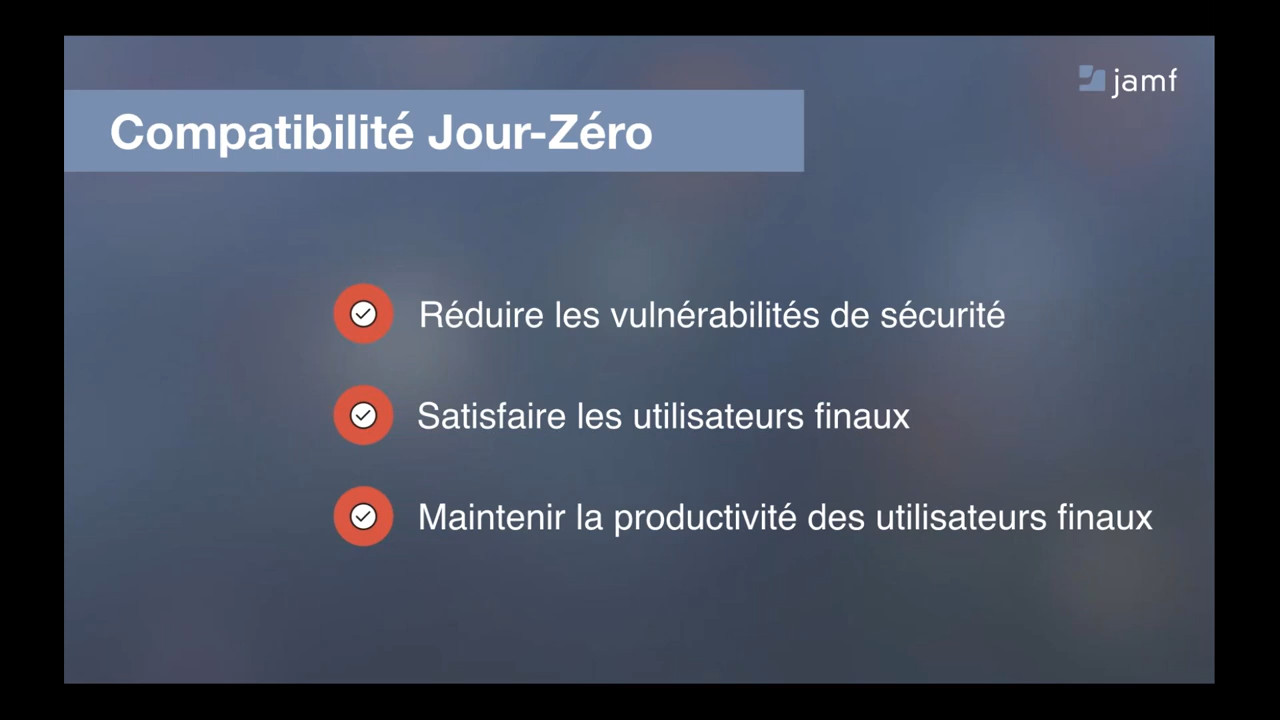 jamf
Compatibilité Jour-Zéro
Réduire les vulnérabilités de sécurité
Satisfaire les utilisateurs finaux
Maintenir la productivité des utilisateurs finaux